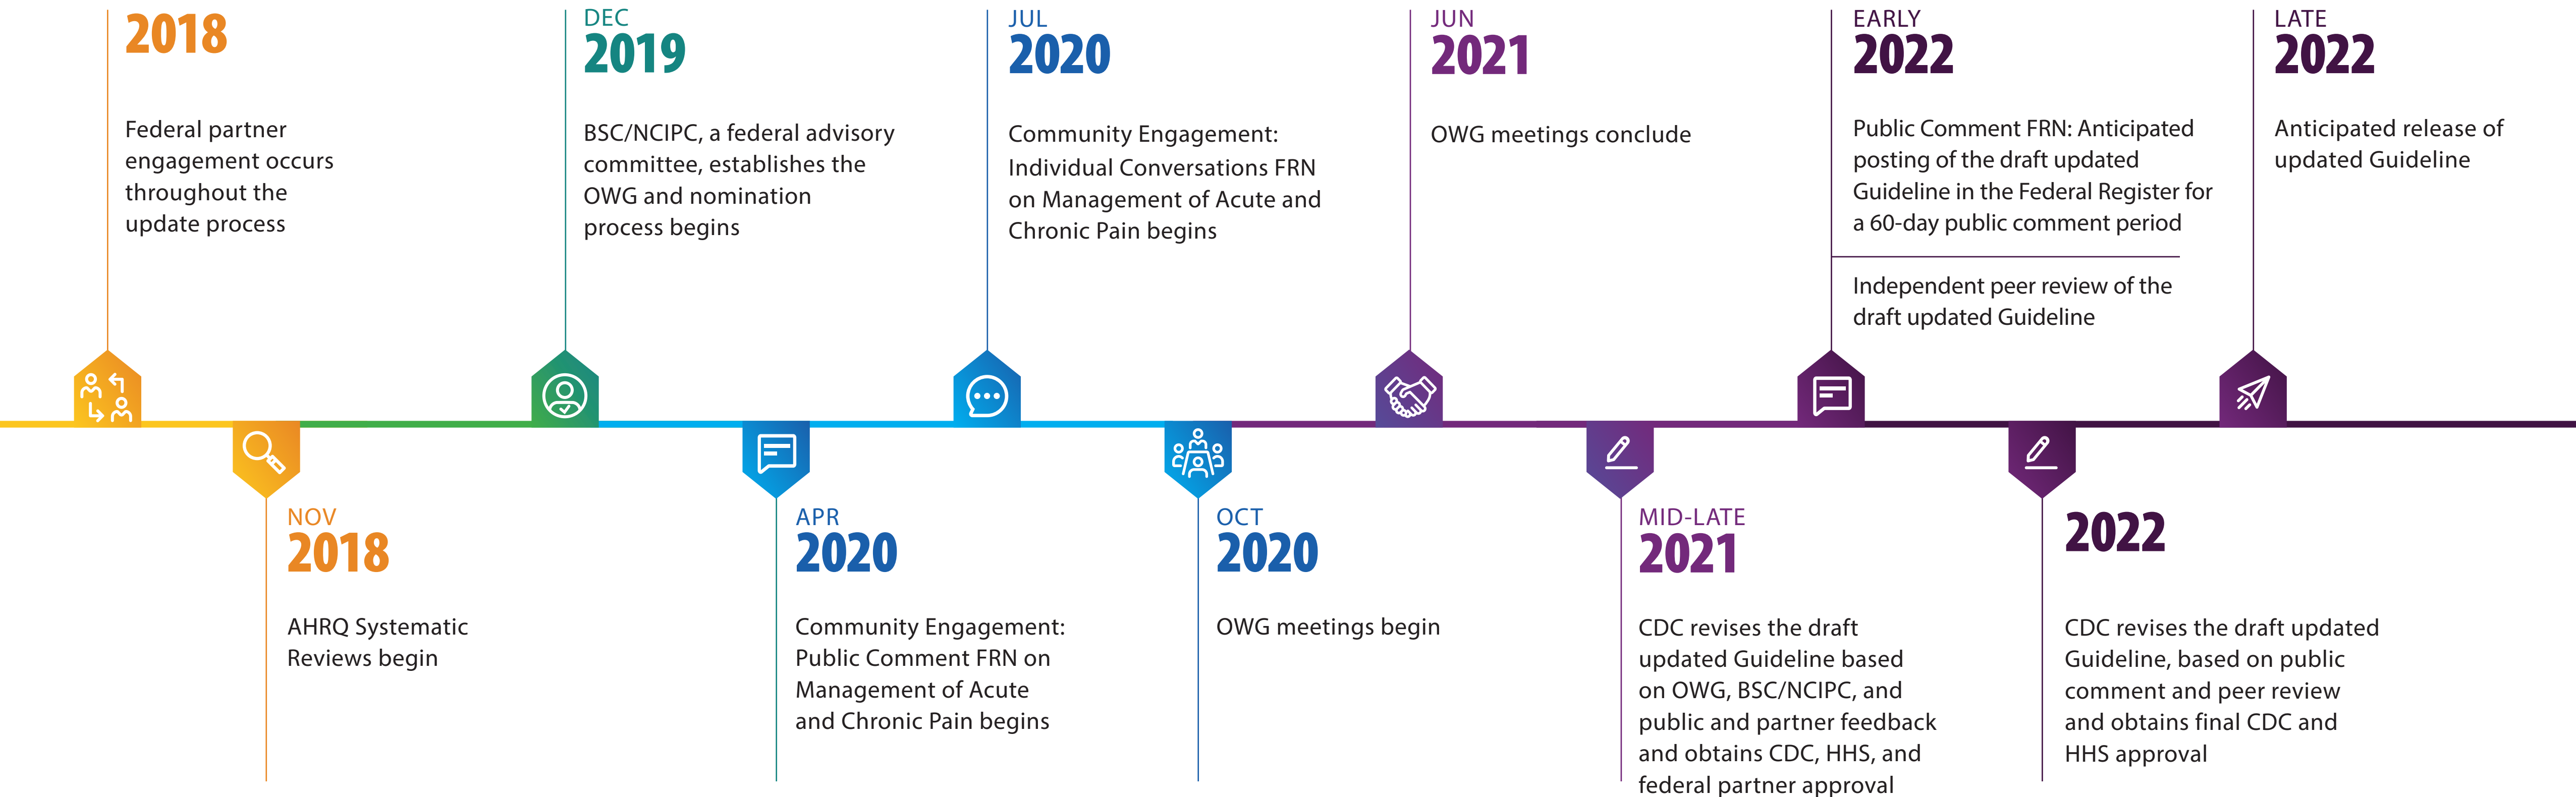 2018
Federal partner
engagement occurs
throughout the
update process
NOV
2018
AHRQ Systematic
Reviews begin
DEC
2019
BSC/NCIPC, a federal advisory
committee, establishes the
OWG and nomination
process begins
APR
2020
Community Engagement:
Public Comment FRN on
Management of Acute
and Chronic Pain begins
JUL
2020
Community Engagement:
Individual Conversations FRN
on Management of Acute and
Chronic Pain begins
OCT
2020
OWG meetings begin
JUN
2021
OWG meetings conclude
MID-LATE
2021
CDC revises the draft
updated Guideline based
on OWG, BSC/NCIPC, and
public and partner feedback
and obtains CDC, HHS, and
federal partner approval
EARLY
2022
Public Comment FRN: Anticipated
posting of the draft updated
Guideline in the Federal Register for
a 60-day public comment period
Independent peer review of the
draft updated Guideline
2022
CDC revises the draft updated
Guideline, based on public
comment and peer review
and obtains final CDC and
HHS approval
LATE
2022
Anticipated release of
updated Guideline